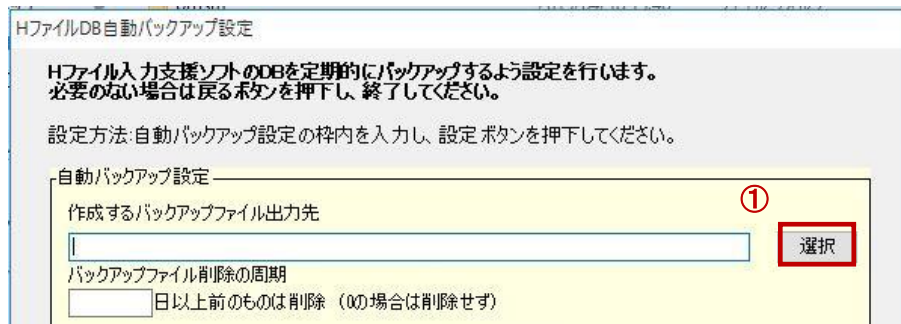 HファイルDB自動バックアップ設定
Hファイル入力支援ソフトのDBを定期的にバックアップするよう設定を行います。
必要のない場合は戻るボタンを押下し、終了してください。
設定方法:自動バックアップ設定の枠内を入力し、設定ボタンを押下してください。
自動バックアップ設定
①
作成するバックアップファイル出力先
選択
バックアップファイル削除の周期
日以上前のものは削除（0の場合は削除せず）